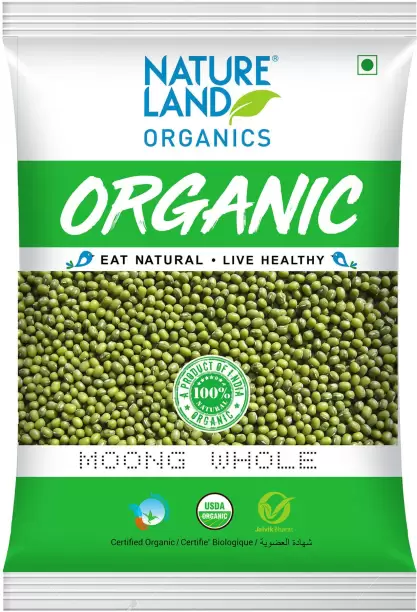 NATURE®
LAND
ORGANICS
ORGANIC
EAT NATURAL • LIVE HEALTHY
A PRODUCT OF INDIA
100%
NATURAL
ORGANIC
MOONG WHOLE
USDA
ORGANIC
Jaivik Bharat
Certified Organic / Certifie' Biologique / شهادة العضوية